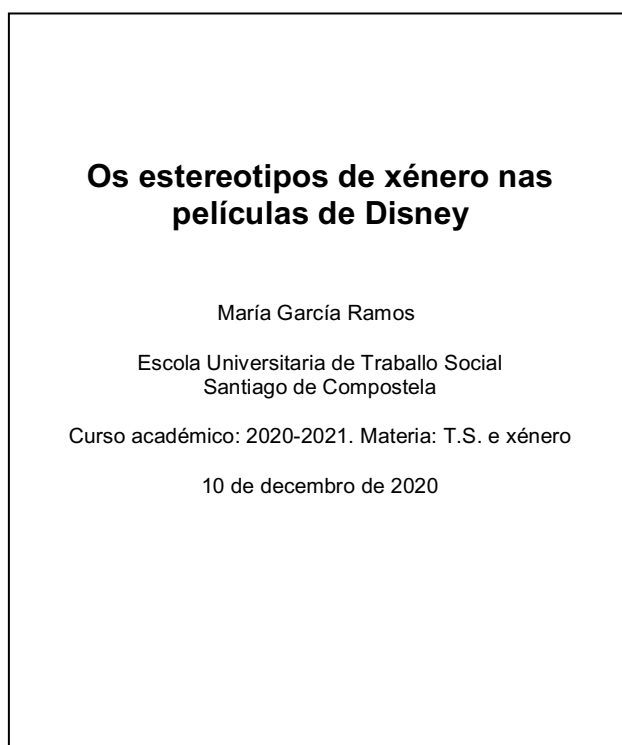 Os estereotipos de xénero nas
películas de Disney
María García Ramos
Escola Universitaria de Traballo Social
Santiago de Compostela
Curso académico: 2020-2021. Materia: T.S. e xénero
10 de decembro de 2020